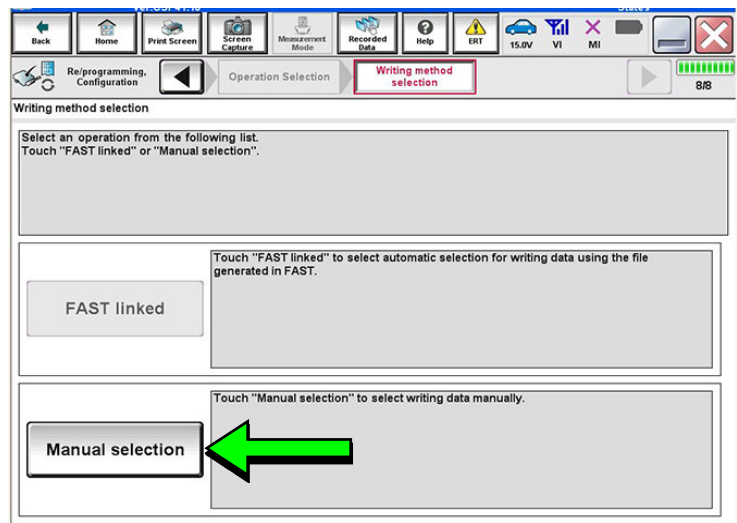 Back
Home
Print Screen
Screen
Capture
Measurement
Mode
Recorded
Data
Help
ERT
15.0V
VI
MI
Re/programming,
Configuration
Operation Selection
Writing method
selection
8/8
Writing method selection
Select an operation from the following list.
Touch "FAST linked" or "Manual selection".
FAST linked
Touch "FAST linked" to select automatic selection for writing data using the file
generated in FAST.
Manual selection
Touch "Manual selection" to select writing data manually.